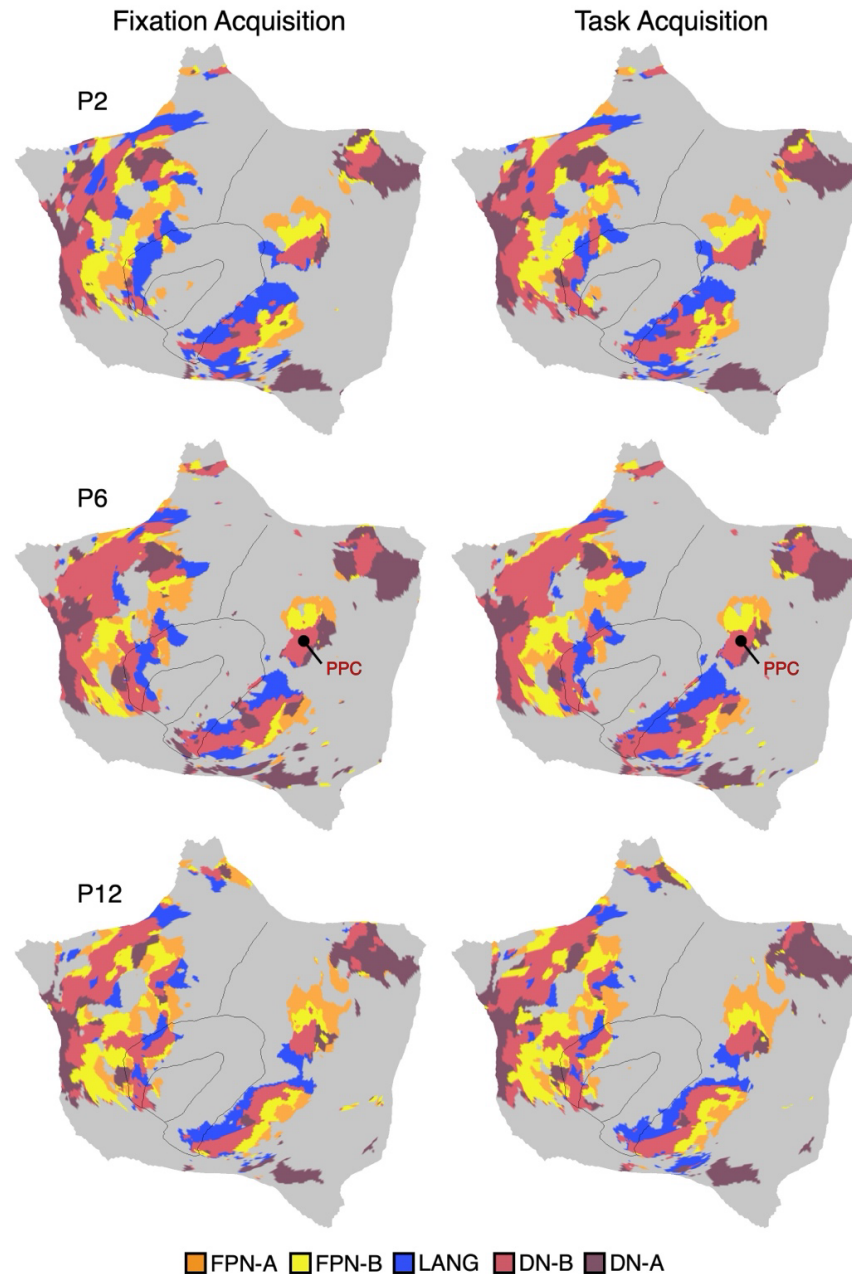 Fixation Acquisition Task Acquisition
P2
P6
PPC PPC
P12
FPN-A FPN-B LANG DN-B DN-A